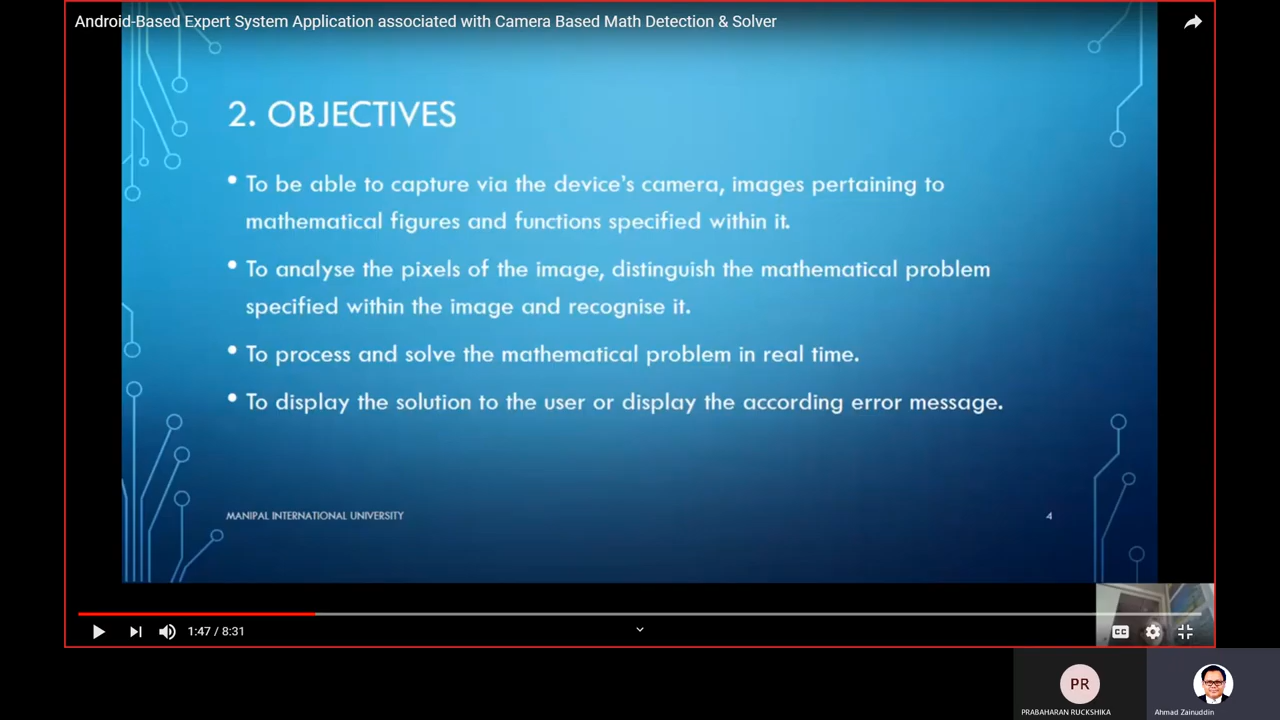 Android-Based Expert System Application associated with Camera Based Math Detection & Solver
2. OBJECTIVES
• To be able to capture via the device's camera, images pertaining to
mathematical figures and functions specified within it.
• To analyse the pixels of the image, distinguish the mathematical problem
specified within the image and recognise it.
• To process and solve the mathematical problem in real time.
• To display the solution to the user or display the according error message.
MANIPAL INTERNATIONAL UNIVERSITY
4
1:47 / 8:31
CC
PR
PRABAHARAN RUCKSHIKA
Ahmad Zainuddin